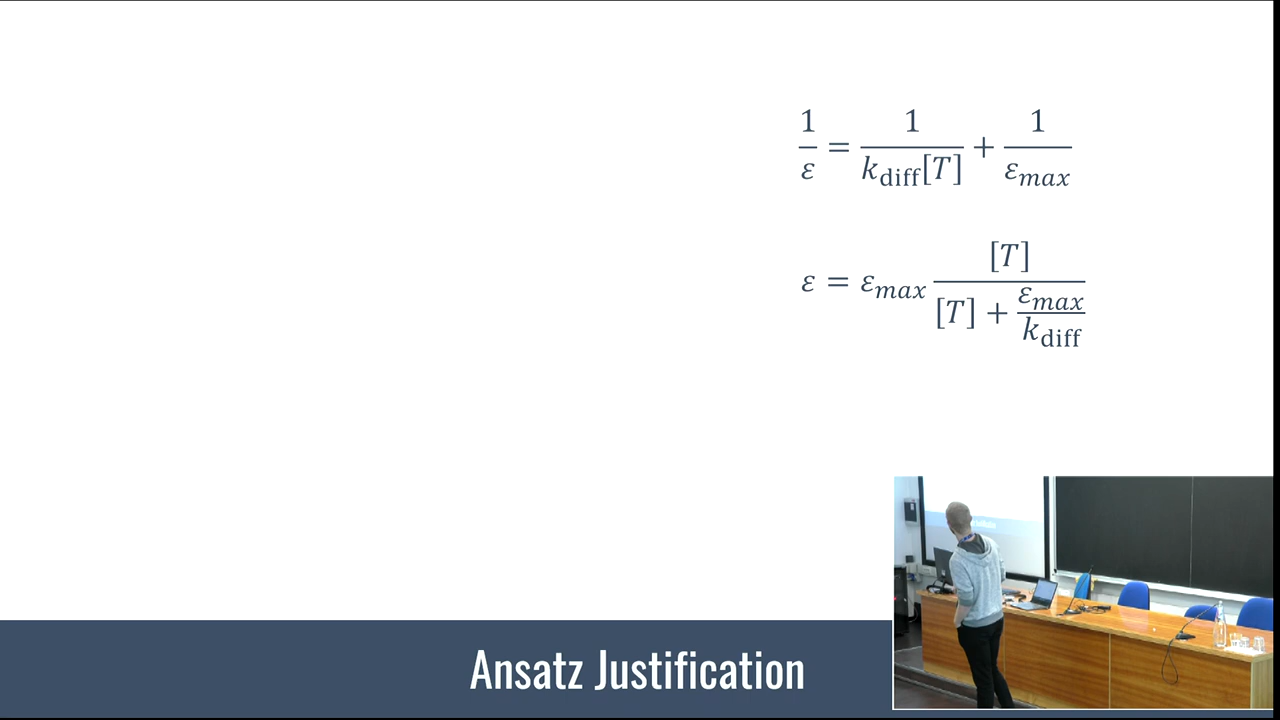 1/ε = 1/(k_diff[T]) + 1/ε_max
ε = ε_max [T]/([T] + ε_max/k_diff)
Ansatz Justification